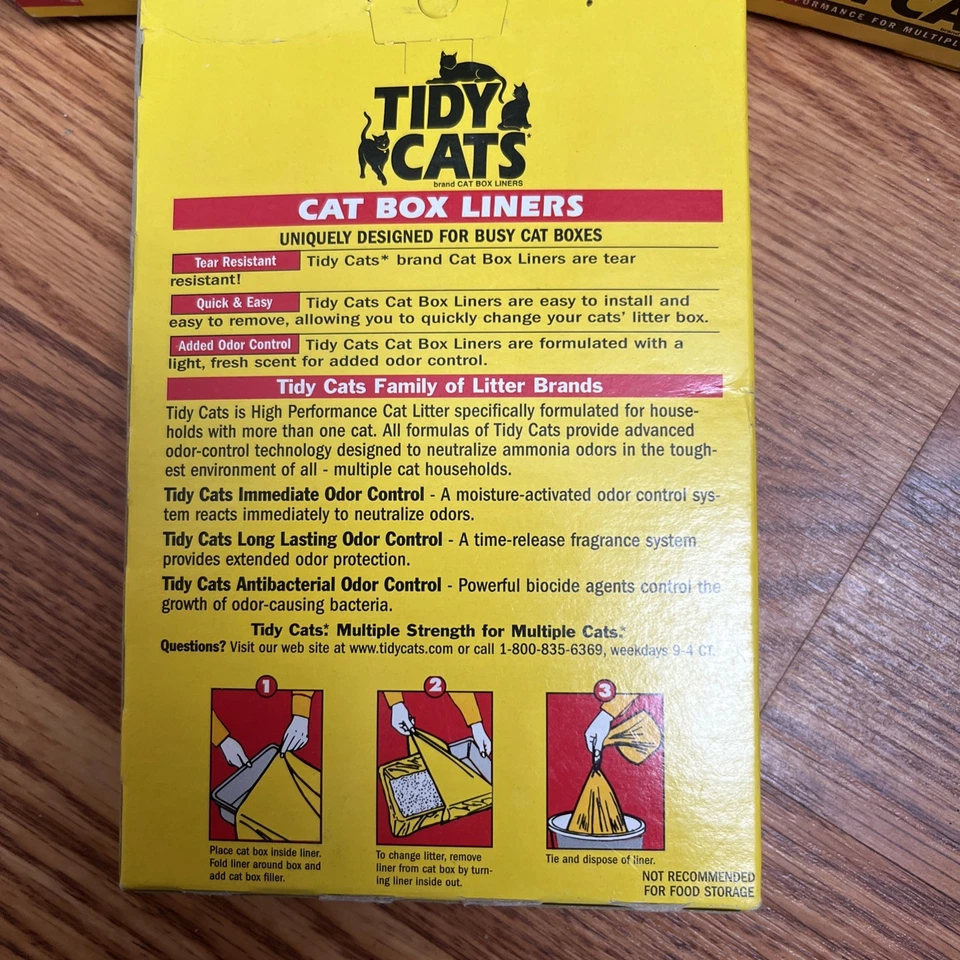 RMANCE FOR MULTIPL
TIDY
CATS*
brand CAT BOX LINERS
CAT BOX LINERS
UNIQUELY DESIGNED FOR BUSY CAT BOXES
Tear Resistant Tidy Cats* brand Cat Box Liners are tear
resistant!
Quick & Easy Tidy Cats Cat Box Liners are easy to install and
easy to remove, allowing you to quickly change your cats' litter box.
Added Odor Control Tidy Cats Cat Box Liners are formulated with a
light, fresh scent for added odor control.
Tidy Cats Family of Litter Brands
Tidy Cats is High Performance Cat Litter specifically formulated for house-
holds with more than one cat. All formulas of Tidy Cats provide advanced
odor-control technology designed to neutralize ammonia odors in the tough-
est environment of all - multiple cat households.
Tidy Cats Immediate Odor Control - A moisture-activated odor control sys-
tem reacts immediately to neutralize odors.
Tidy Cats Long Lasting Odor Control - A time-release fragrance system
provides extended odor protection.
Tidy Cats Antibacterial Odor Control - Powerful biocide agents control the
growth of odor-causing bacteria.
Tidy Cats.* Multiple Strength for Multiple Cats.*
Questions? Visit our web site at www.tidycats.com or call 1-800-835-6369, weekdays 9-4 CT.
1
2
3
Place cat box inside liner.
Fold liner around box and
add cat box filler.
To change litter, remove
liner from cat box by turn-
ing liner inside out.
Tie and dispose of liner.
NOT RECOMMENDED
FOR FOOD STORAGE